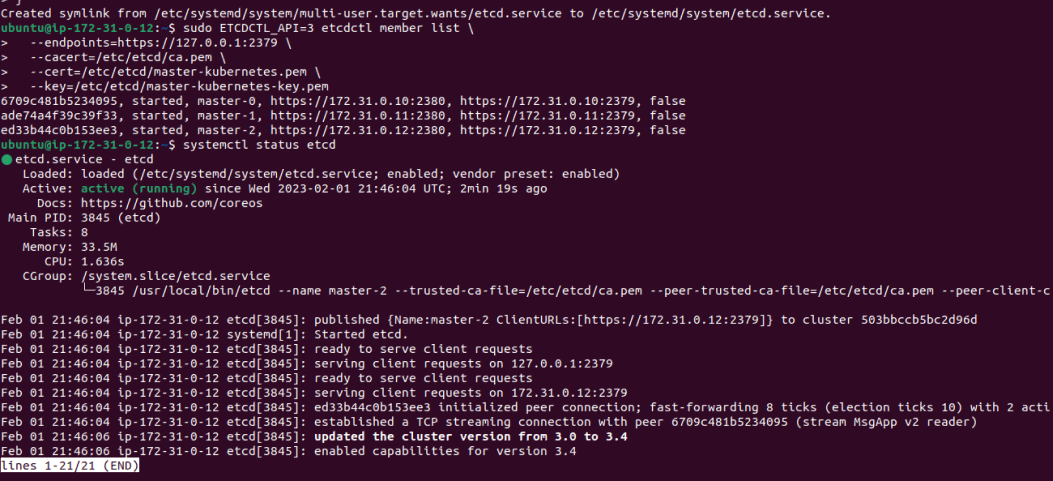 > }
Created symlink from /etc/systemd/system/multi-user.target.wants/etcd.service to /etc/systemd/system/etcd.service.
ubuntu@ip-172-31-0-12:~$ sudo ETCDCTL_API=3 etcdctl member list \
>   --endpoints=https://127.0.0.1:2379 \
>   --cacert=/etc/etcd/ca.pem \
>   --cert=/etc/etcd/master-kubernetes.pem \
>   --key=/etc/etcd/master-kubernetes-key.pem
6709c481b5234095, started, master-0, https://172.31.0.10:2380, https://172.31.0.10:2379, false
ade74a4f39c39f33, started, master-1, https://172.31.0.11:2380, https://172.31.0.11:2379, false
ed33b44c0b153ee3, started, master-2, https://172.31.0.12:2380, https://172.31.0.12:2379, false
ubuntu@ip-172-31-0-12:~$ systemctl status etcd
● etcd.service - etcd
   Loaded: loaded (/etc/systemd/system/etcd.service; enabled; vendor preset: enabled)
   Active: active (running) since Wed 2023-02-01 21:46:04 UTC; 2min 19s ago
     Docs: https://github.com/coreos
 Main PID: 3845 (etcd)
    Tasks: 8
   Memory: 33.5M
      CPU: 1.636s
   CGroup: /system.slice/etcd.service
           └─3845 /usr/local/bin/etcd --name master-2 --trusted-ca-file=/etc/etcd/ca.pem --peer-trusted-ca-file=/etc/etcd/ca.pem --peer-client-c
Feb 01 21:46:04 ip-172-31-0-12 etcd[3845]: published {Name:master-2 ClientURLs:[https://172.31.0.12:2379]} to cluster 503bbccb5bc2d96d
Feb 01 21:46:04 ip-172-31-0-12 systemd[1]: Started etcd.
Feb 01 21:46:04 ip-172-31-0-12 etcd[3845]: ready to serve client requests
Feb 01 21:46:04 ip-172-31-0-12 etcd[3845]: serving client requests on 127.0.0.1:2379
Feb 01 21:46:04 ip-172-31-0-12 etcd[3845]: ready to serve client requests
Feb 01 21:46:04 ip-172-31-0-12 etcd[3845]: serving client requests on 172.31.0.12:2379
Feb 01 21:46:04 ip-172-31-0-12 etcd[3845]: ed33b44c0b153ee3 initialized peer connection; fast-forwarding 8 ticks (election ticks 10) with 2 acti
Feb 01 21:46:04 ip-172-31-0-12 etcd[3845]: established a TCP streaming connection with peer 6709c481b5234095 (stream MsgApp v2 reader)
Feb 01 21:46:06 ip-172-31-0-12 etcd[3845]: updated the cluster version from 3.0 to 3.4
Feb 01 21:46:06 ip-172-31-0-12 etcd[3845]: enabled capabilities for version 3.4
lines 1-21/21 (END)